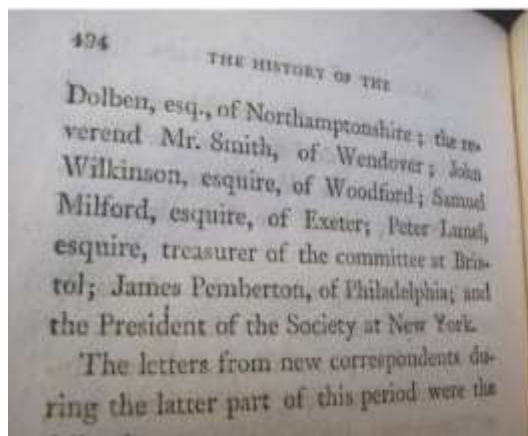 494
THE HISTORY OF THE
Dolben, esq., of Northamptonshire; the re-
verend Mr. Smith, of Wendover; John
Wilkinson, esquire, of Woodford; Samuel
Milford, esquire, of Exeter; Peter Lunel,
esquire, treasurer of the committee at Bris-
tol; James Pemberton, of Philadelphia; and
the President of the Society at New York.
The letters from new correspondents du-
ring the latter part of this period were the